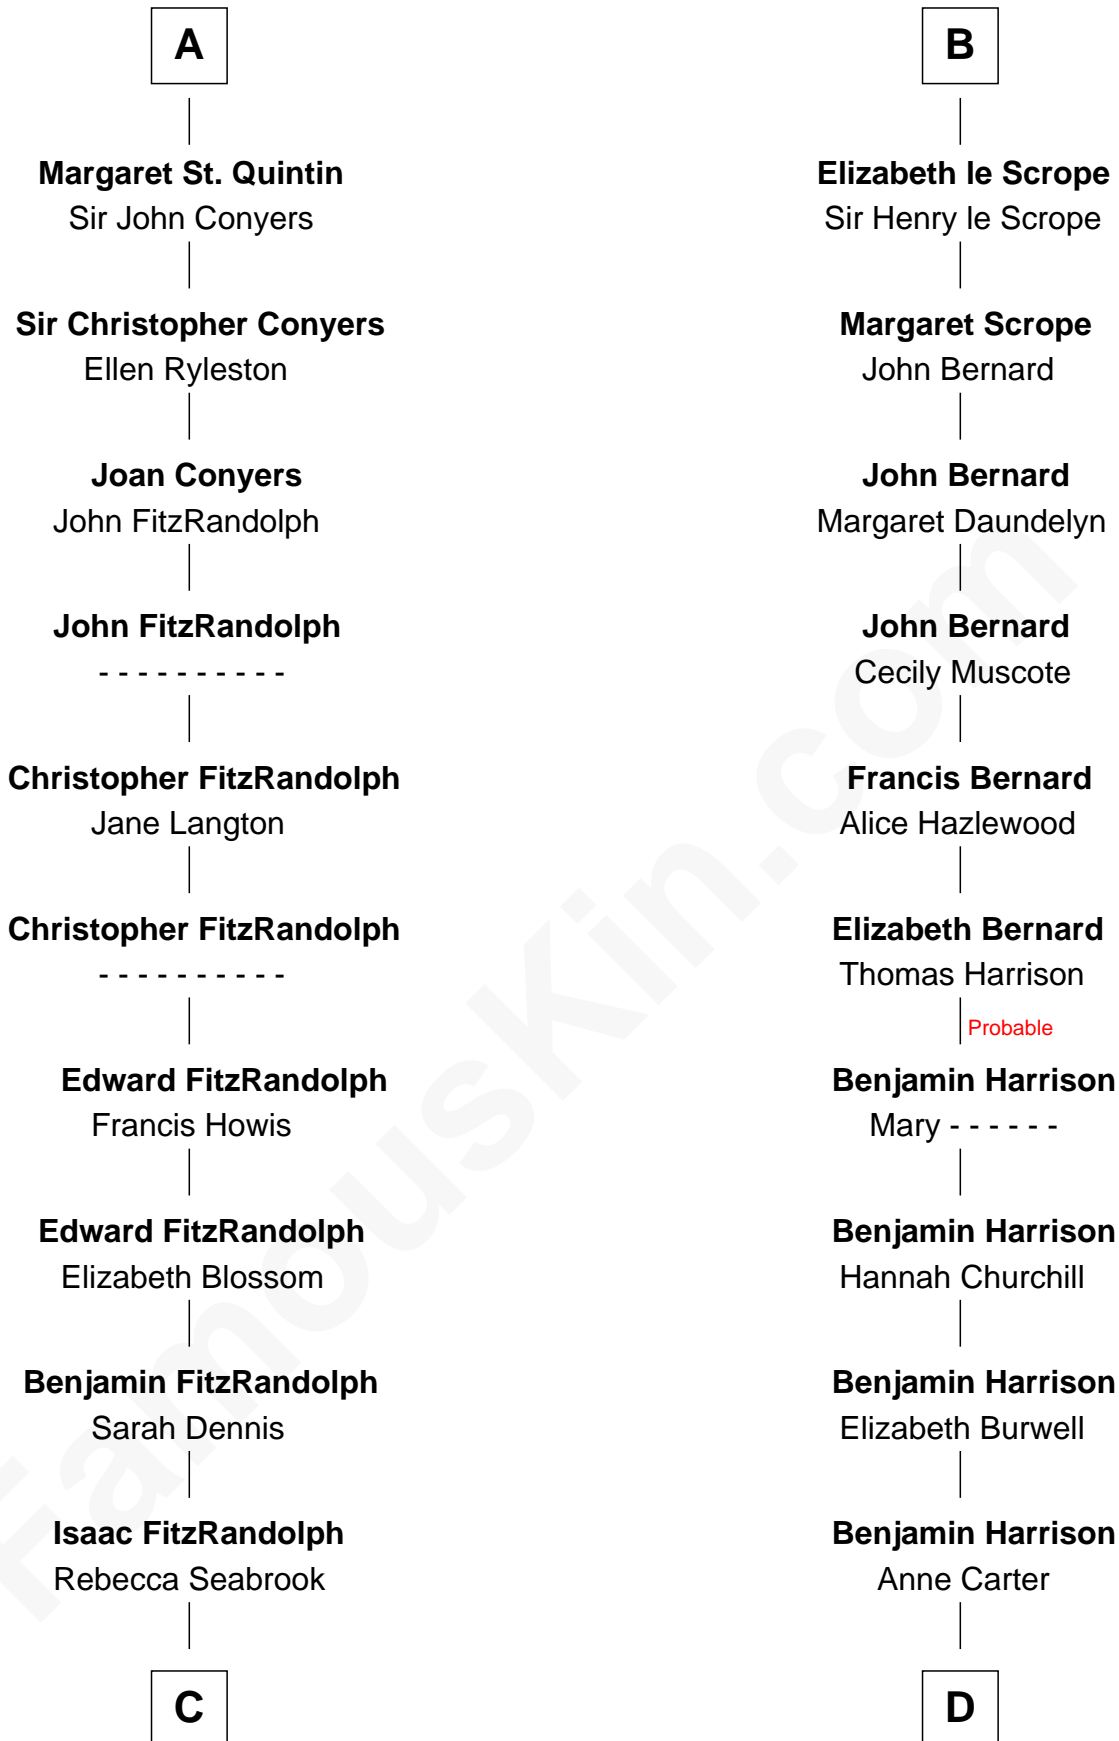 A
Margaret St. Quintin
Sir John Conyers
Sir Christopher Conyers
Ellen Ryleston
Joan Conyers
John FitzRandolph
John FitzRandolph
- - - - - - - - - -
Christopher FitzRandolph
Jane Langton
Christopher FitzRandolph
- - - - - - - - - -
Edward FitzRandolph
Francis Howis
Edward FitzRandolph
Elizabeth Blossom
Benjamin FitzRandolph
Sarah Dennis
Isaac FitzRandolph
Rebecca Seabrook
C
B
Elizabeth le Scrope
Sir Henry le Scrope
Margaret Scrope
John Bernard
John Bernard
Margaret Daundelyn
John Bernard
Cecily Muscote
Francis Bernard
Alice Hazlewood
Elizabeth Bernard
Thomas Harrison
Probable
Benjamin Harrison
Mary - - - - - -
Benjamin Harrison
Hannah Churchill
Benjamin Harrison
Elizabeth Burwell
Benjamin Harrison
Anne Carter
D
FamousKin.com